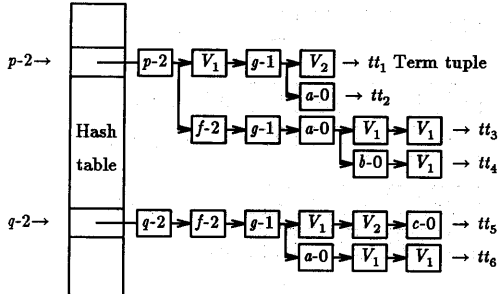 p-2→ p-2 V₁ g-1 V₂ → tt₁ Term tuple
a-0 → tt₂
f-2 g-1 a-0 V₁ V₁ → tt₃
Hash
table
b-0 V₁ → tt₄
q-2→ q-2 f-2 g-1 V₁ V₂ c-0 → tt₅
a-0 V₁ V₁ → tt₆